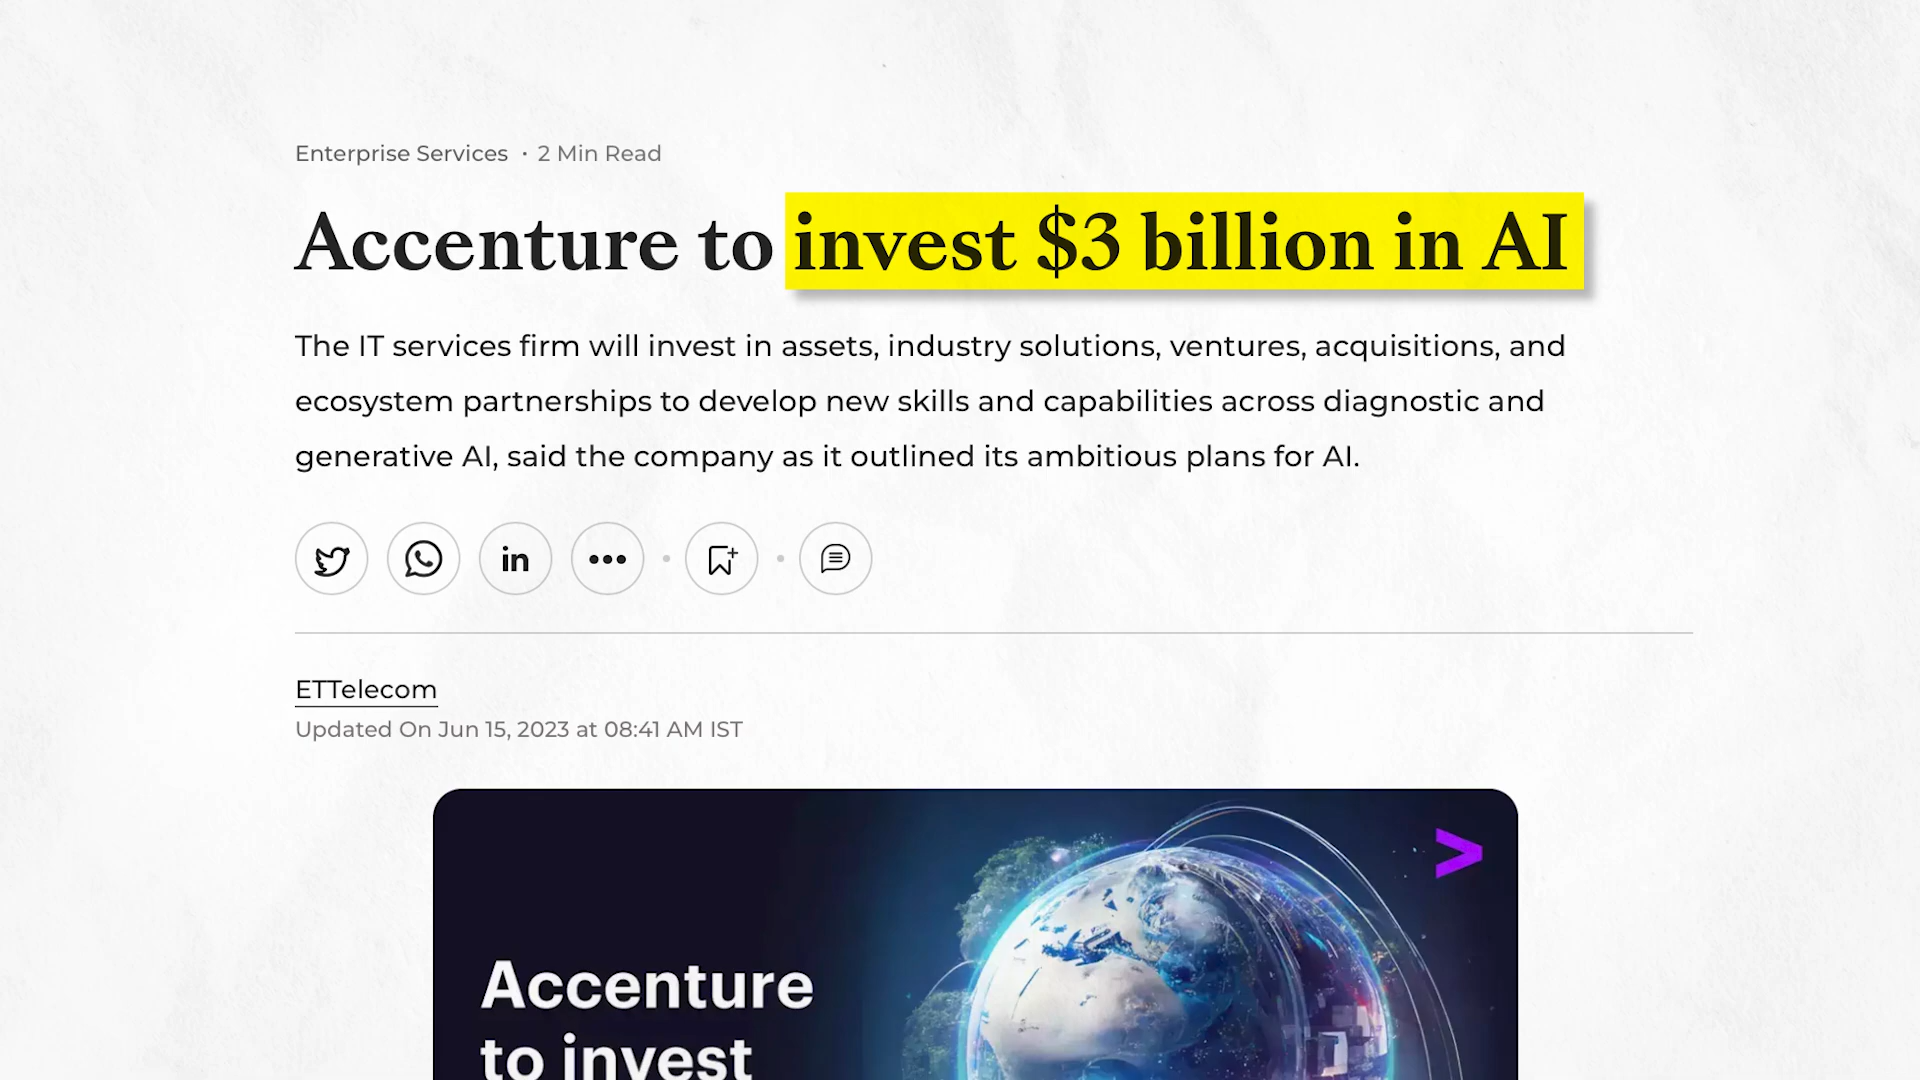 Enterprise Services · 2 Min Read
Accenture to invest $3 billion in AI
The IT services firm will invest in assets, industry solutions, ventures, acquisitions, and
ecosystem partnerships to develop new skills and capabilities across diagnostic and
generative AI, said the company as it outlined its ambitious plans for AI.
in
ETTelecom
Updated On Jun 15, 2023 at 08:41 AM IST
Accenture
to invest